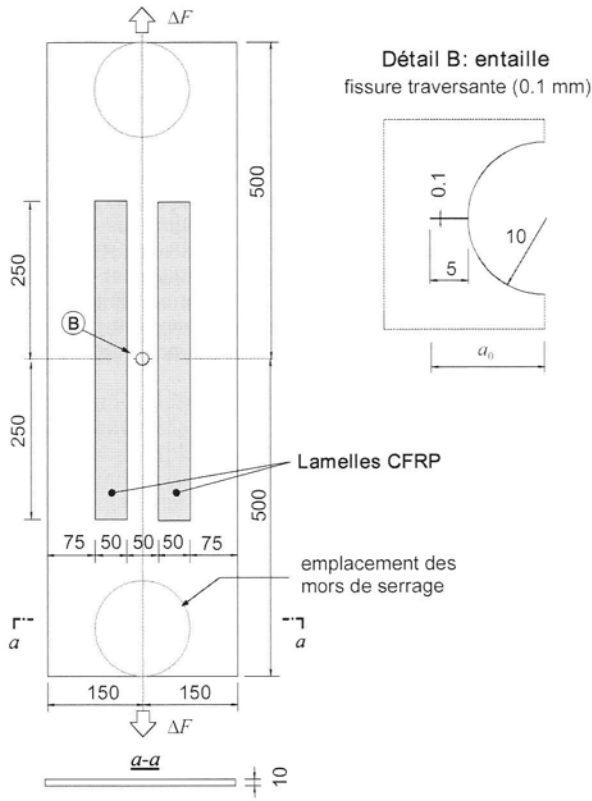 ΔF
Détail B: entaille
fissure traversante (0.1 mm)
0.1
10
5
a₀
500
250
B
250
Lamelles CFRP
500
75 50 50 50 75
emplacement des
mors de serrage
a
a
150
150
ΔF
a-a
10